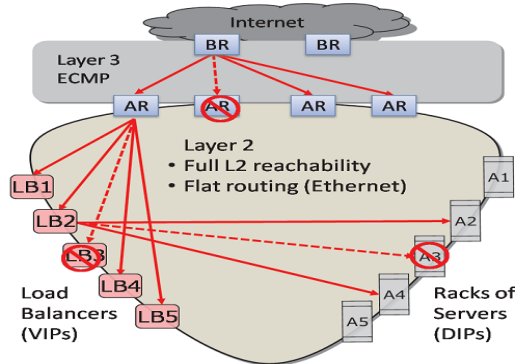 Internet
BR
BR
Layer 3
ECMP
AR
AR
AR
AR
Layer 2
• Full L2 reachability
• Flat routing (Ethernet)
LB1
LB2
LB3
LB4
LB5
A1
A2
A3
A4
A5
Load
Balancers
(VIPs)
Racks of
Servers
(DIPs)